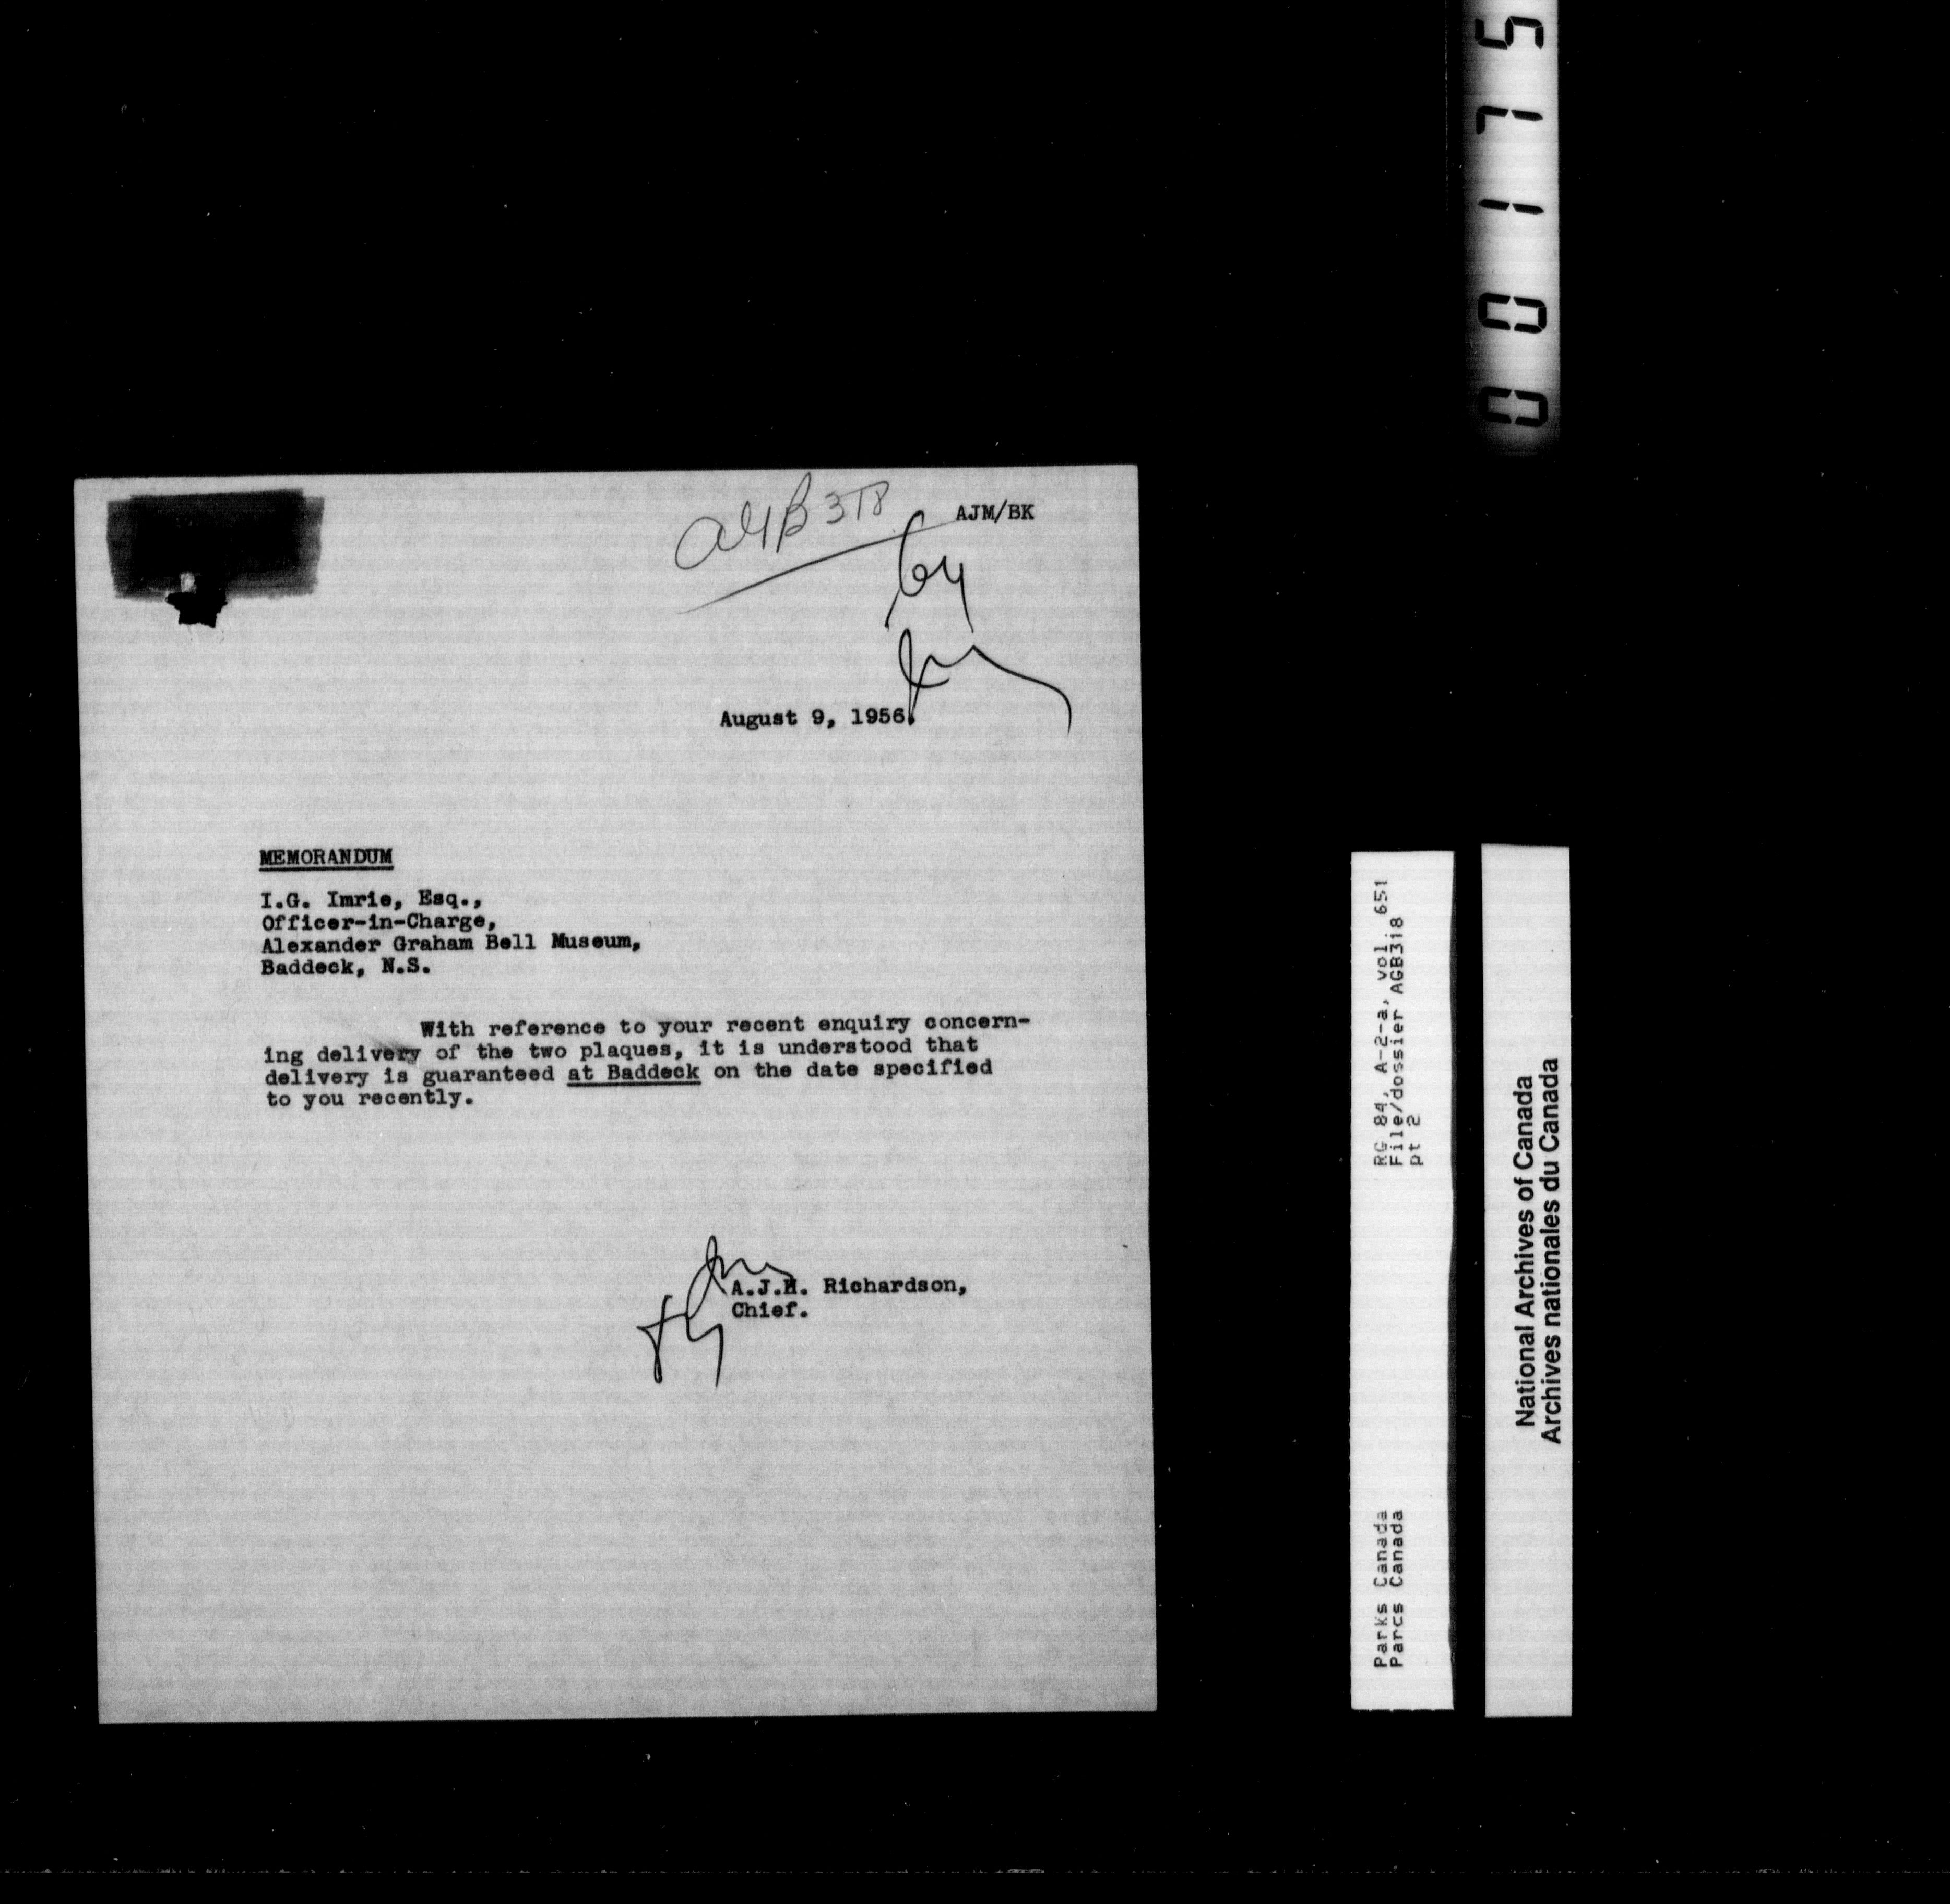 00175
AGB318
AJM/BK
August 9, 1956.
MEMORANDUM
I.G. Imrie, Esq.,
Officer-in-Charge,
Alexander Graham Bell Museum,
Baddeck, N.S.
With reference to your recent enquiry concern-
ing delivery of the two plaques, it is understood that
delivery is guaranteed at Baddeck on the date specified
to you recently.
A.J.H. Richardson,
Chief.
RG 84, A-2-a, vol. 651
File/dossier AGB318
pt 2
Parks Canada
Parcs Canada
National Archives of Canada
Archives nationales du Canada